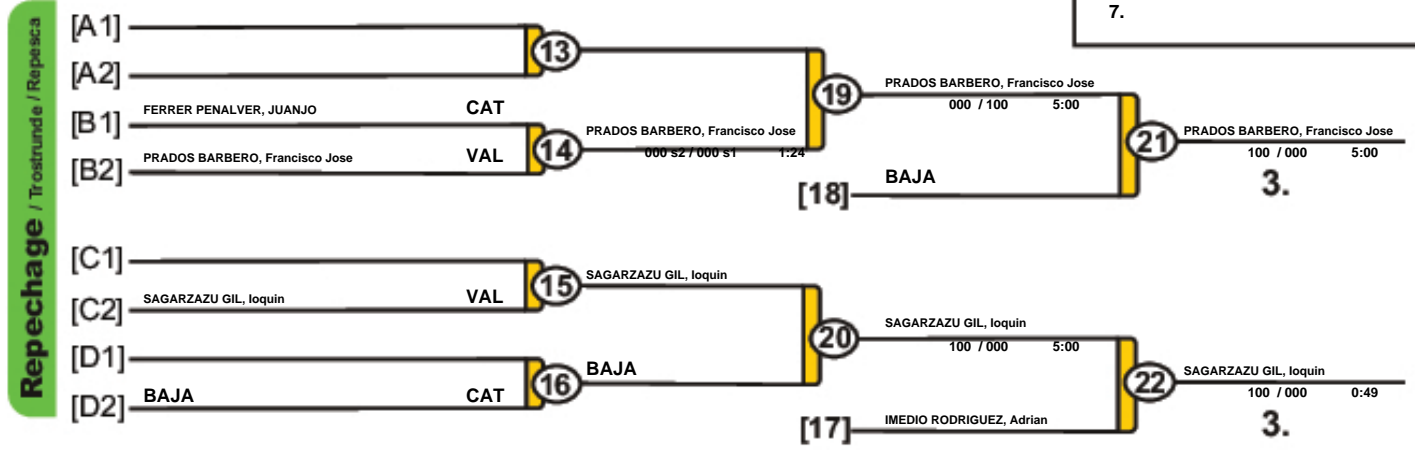 7.
Repechage / Trostrunde / Repesca
[A1]
13
[A2]
PRADOS BARBERO, Francisco Jose
19
000 / 100 5:00
[B1] FERRER PENALVER, JUANJO CAT
14 PRADOS BARBERO, Francisco Jose
000 s2 / 000 s1 1:24
[B2] PRADOS BARBERO, Francisco Jose VAL
21 PRADOS BARBERO, Francisco Jose
100 / 000 5:00
3.
[18] BAJA
[C1]
15 SAGARZAZU GIL, Ioquin
[C2] SAGARZAZU GIL, Ioquin VAL
20 SAGARZAZU GIL, Ioquin
100 / 000 5:00
[D1]
16 BAJA
[D2] BAJA CAT
22 SAGARZAZU GIL, Ioquin
100 / 000 0:49
3.
[17] IMEDIO RODRIGUEZ, Adrian